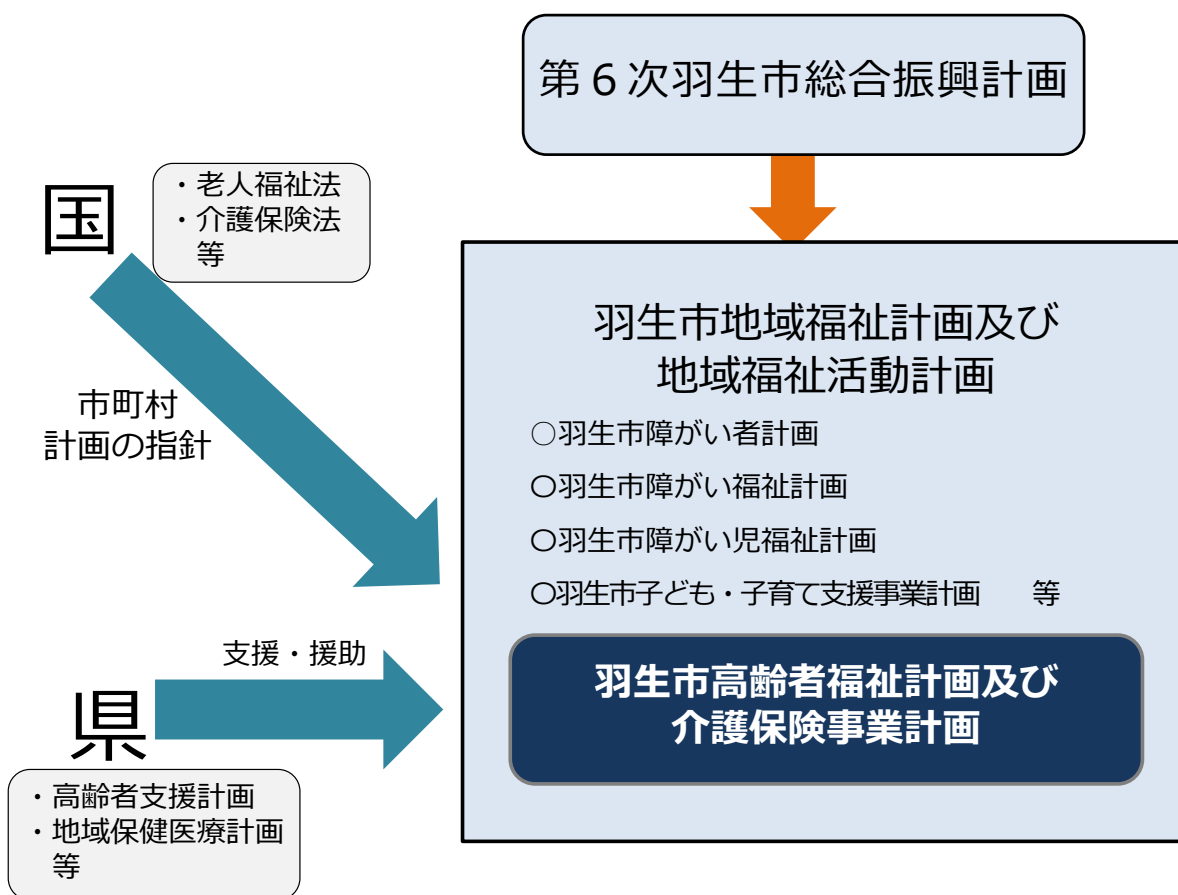 第6次羽生市総合振興計画
国
・老人福祉法
・介護保険法
等
市町村
計画の指針
羽生市地域福祉計画及び
地域福祉活動計画
○羽生市障がい者計画
〇羽生市障がい福祉計画
〇羽生市障がい児福祉計画
〇羽生市子ども・子育て支援事業計画　等
羽生市高齢者福祉計画及び
介護保険事業計画
支援・援助
県
・高齢者支援計画
・地域保健医療計画
等